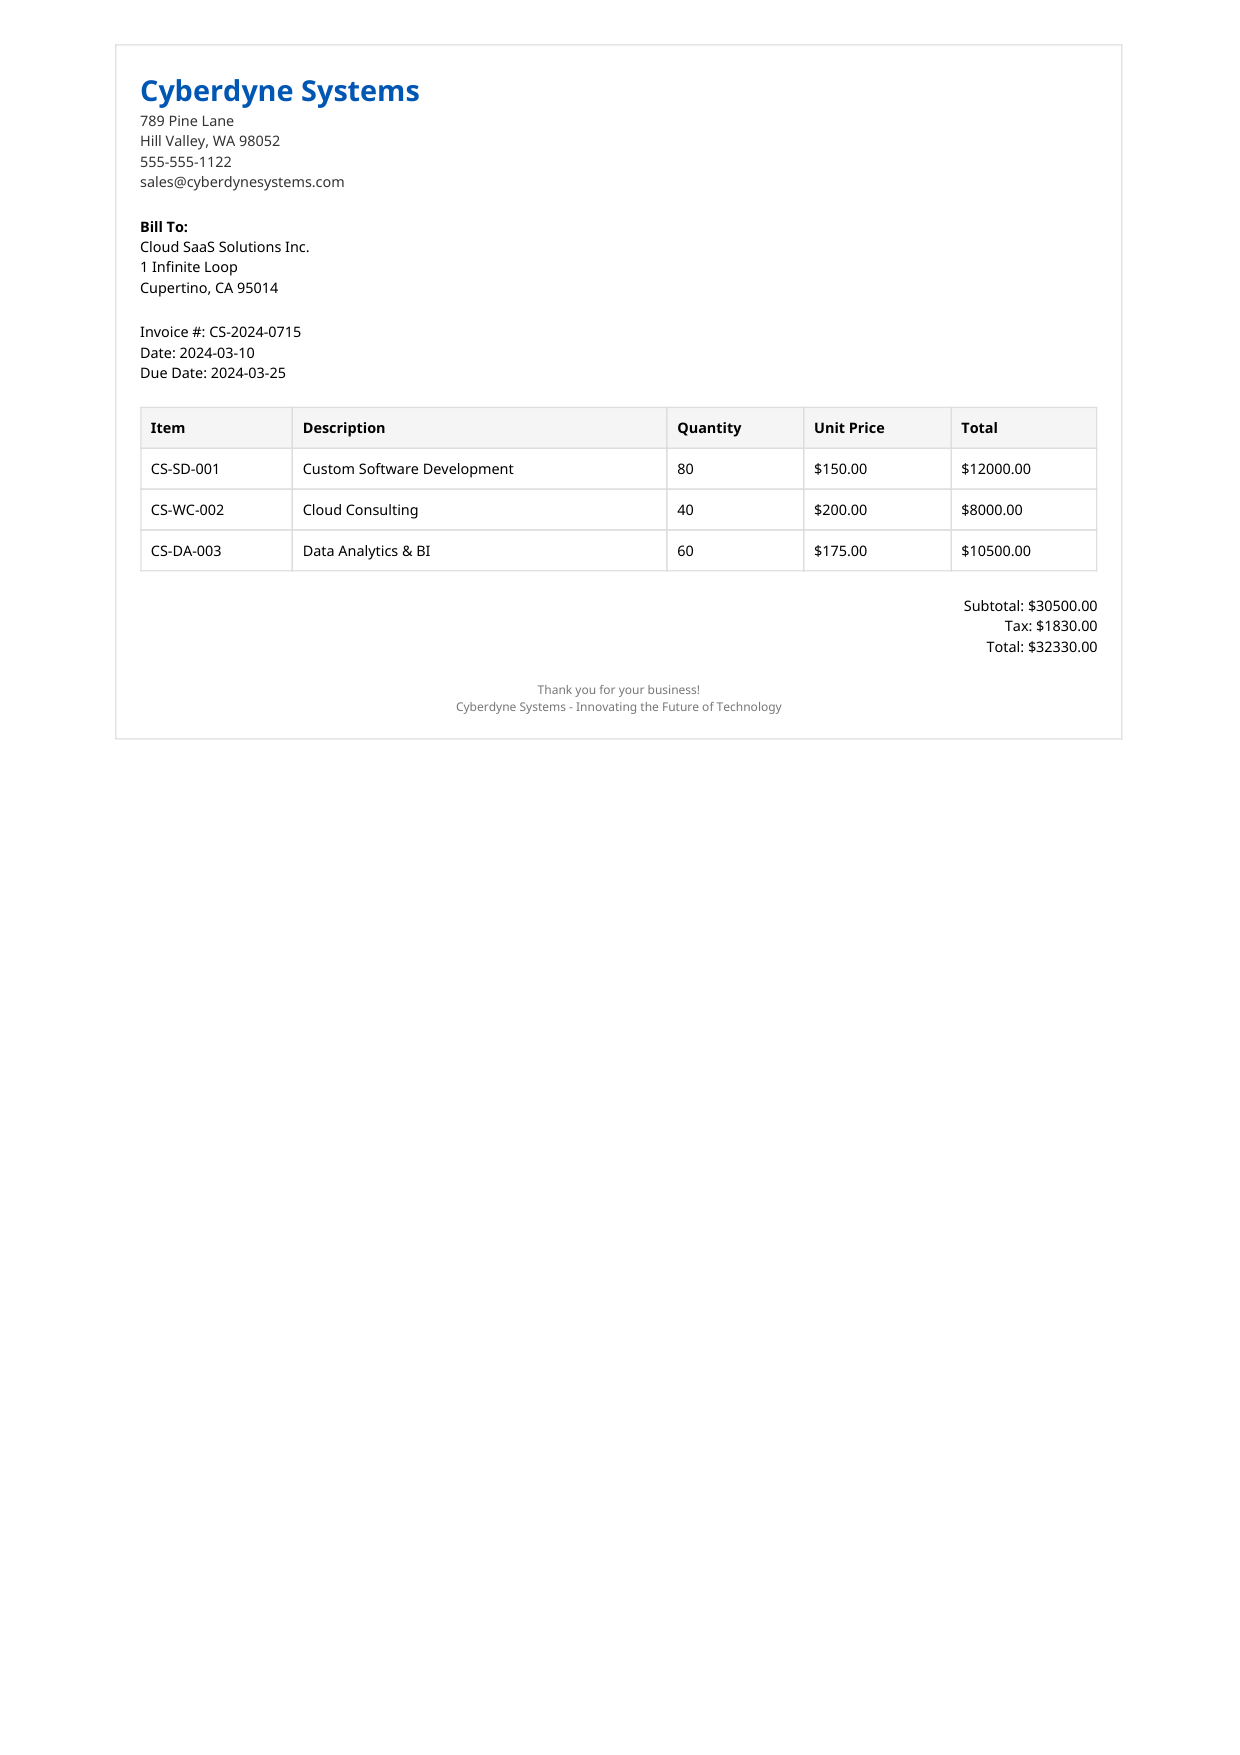 Cyberdyne Systems
789 Pine Lane
Hill Valley, WA 98052
555-555-1122
sales@cyberdynesystems.com
Bill To:
Cloud SaaS Solutions Inc.
1 Infinite Loop
Cupertino, CA 95014
Invoice #: CS-2024-0715
Date: 2024-03-10
Due Date: 2024-03-25
Item Description Quantity Unit Price Total
CS-SD-001 Custom Software Development 80 $150.00 $12000.00
CS-WC-002 Cloud Consulting 40 $200.00 $8000.00
CS-DA-003 Data Analytics & BI 60 $175.00 $10500.00
Subtotal: $30500.00
Tax: $1830.00
Total: $32330.00
Thank you for your business!
Cyberdyne Systems - Innovating the Future of Technology